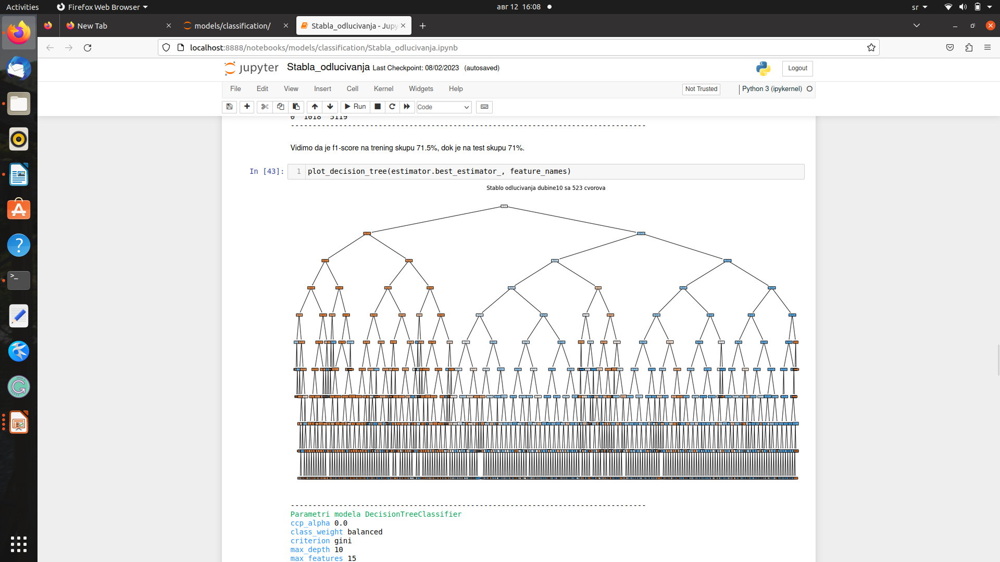 Activities
Firefox Web Browser
авг 12 16:08
sr
New Tab
models/classification/
Stabla_odlucivanja - Jupy
localhost:8888/notebooks/models/classification/Stabla_odlucivanja.ipynb
jupyter
Stabla_odlucivanja Last Checkpoint: 08/02/2023 (autosaved)
Logout
File Edit View Insert Cell Kernel Widgets Help
Not Trusted
Python 3 (ipykernel)
Run
Code
0 1018 5119
---------------------------------------------------------------------------------
Vidimo da je f1-score na trening skupu 71.5%, dok je na test skupu 71%.
In [43]:
1 plot_decision_tree(estimator.best_estimator_, feature_names)
Stablo odlucivanja dubine10 sa 523 cvorova
---------------------------------------------------------------------------------
Parametri modela DecisionTreeClassifier
ccp_alpha 0.0
class_weight balanced
criterion gini
max_depth 10
max_features 15